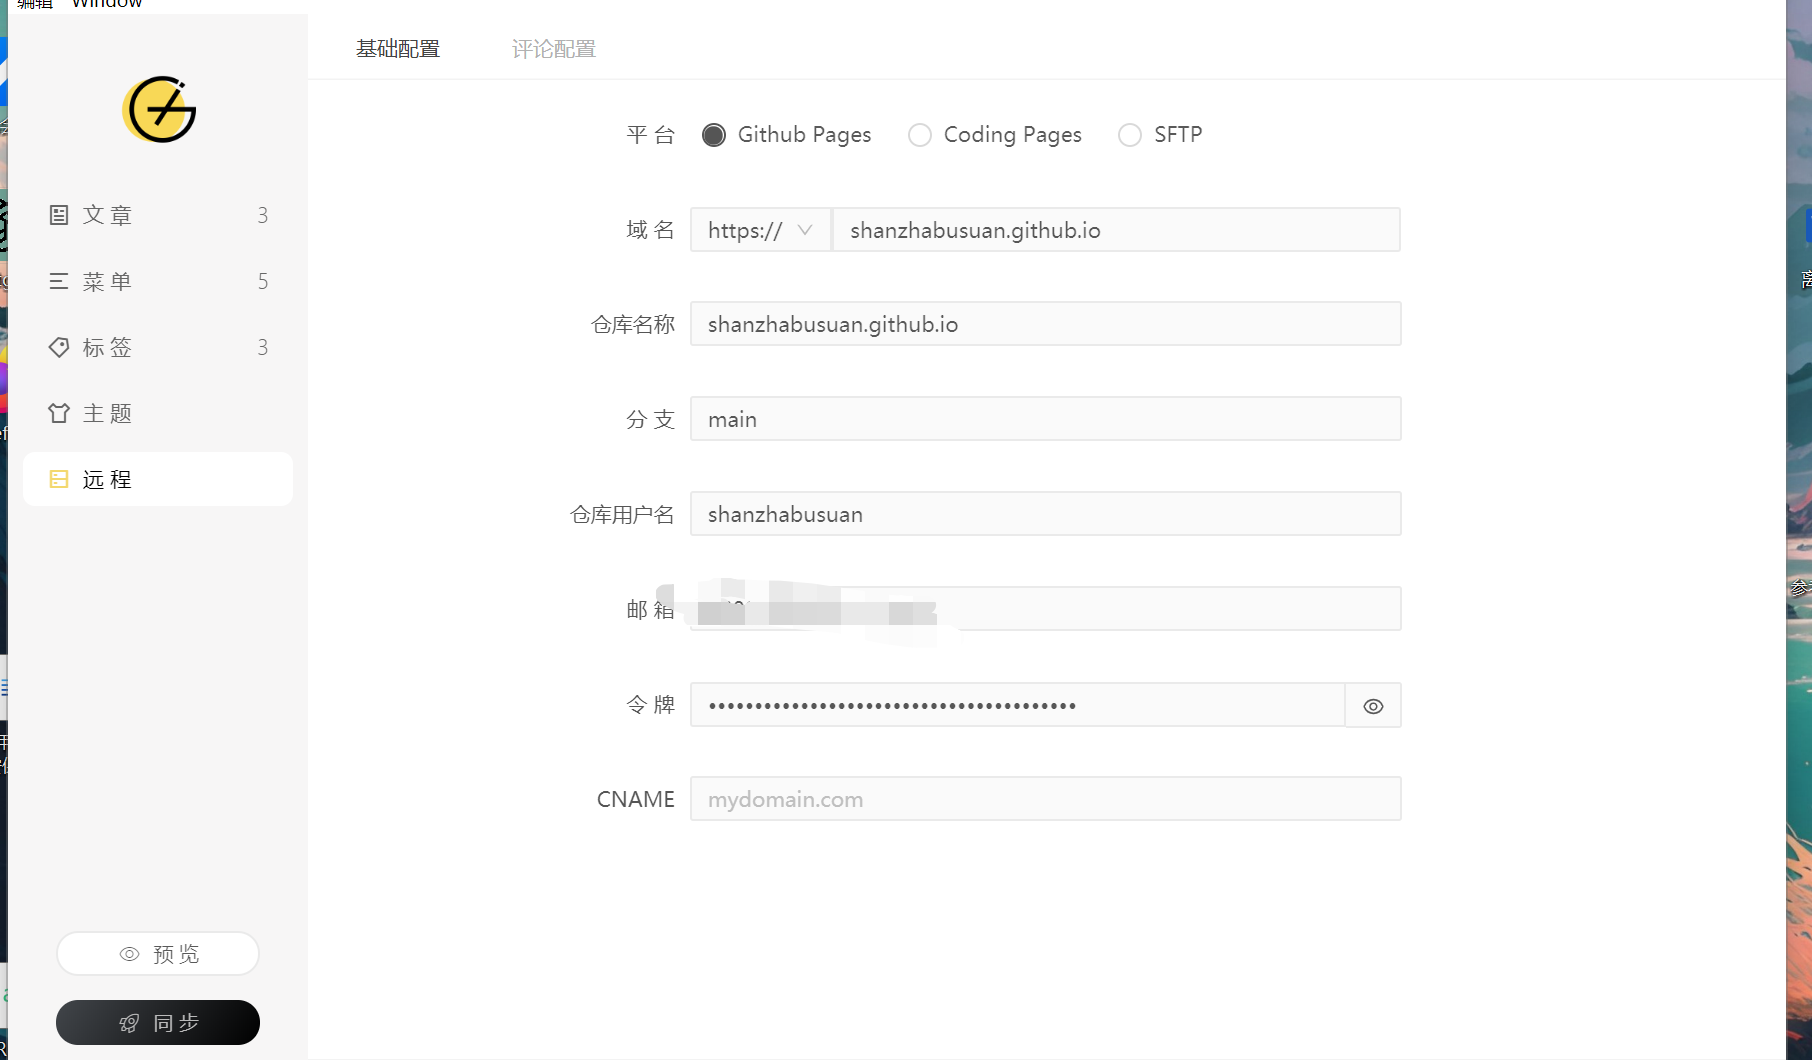 编辑 Window
基础配置 评论配置
平 台 Github Pages Coding Pages SFTP
文 章 3
域 名 https:// shanzhabusuan.github.io
菜 单 5
仓库名称 shanzhabusuan.github.io
标 签 3
主 题
分 支 main
远 程
仓库用户名 shanzhabusuan
邮 箱
令 牌 ••••••••••••••••••••••••••••••••••••••••
CNAME mydomain.com
预 览
同 步